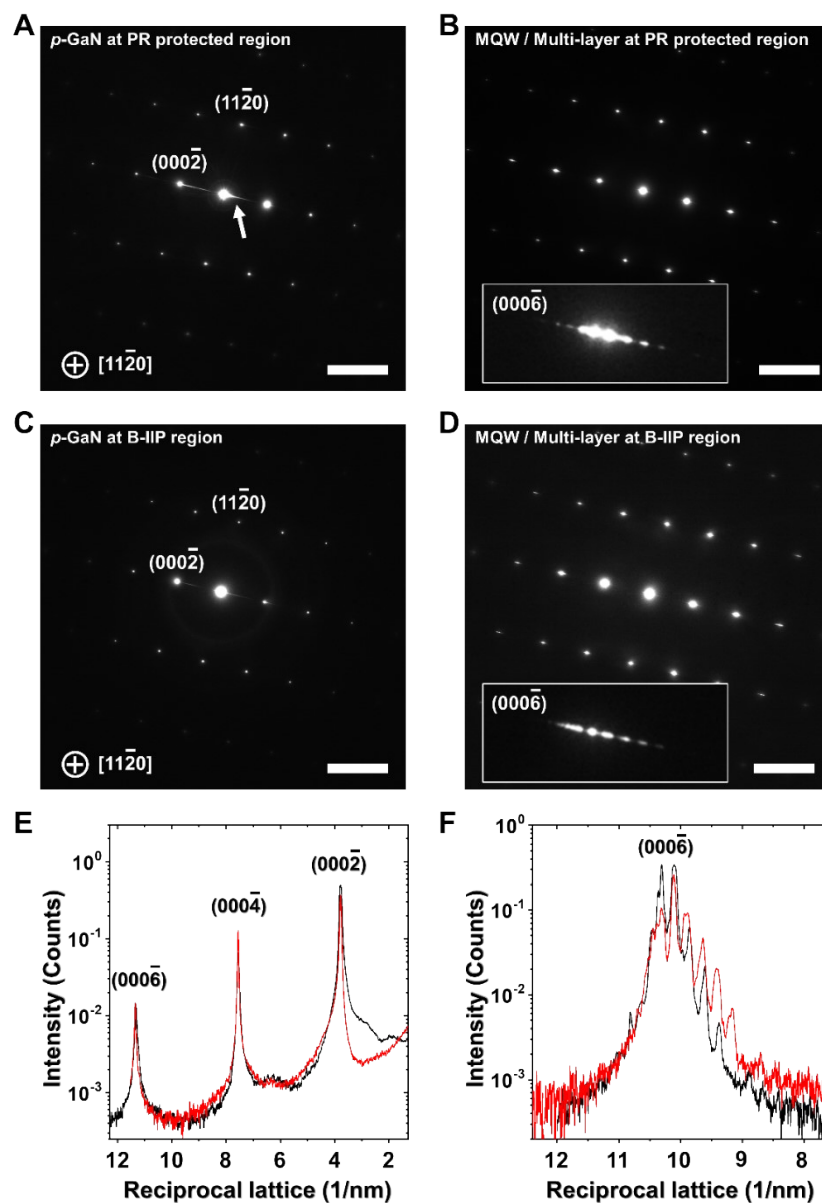 A
p-GaN at PR protected region
(112̄0)
(0002̄)
⊕ [112̄0]
B
MQW / Multi-layer at PR protected region
(0006̄)
C
p-GaN at B-IIP region
(112̄0)
(0002̄)
⊕ [112̄0]
D
MQW / Multi-layer at B-IIP region
(0006̄)
E
Intensity (Counts)
10⁰
10⁻¹
10⁻²
10⁻³
(0006̄)
(0004̄)
(0002̄)
12 10 8 6 4 2
Reciprocal lattice (1/nm)
F
Intensity (Counts)
10⁰
10⁻¹
10⁻²
10⁻³
(0006̄)
12 11 10 9 8
Reciprocal lattice (1/nm)